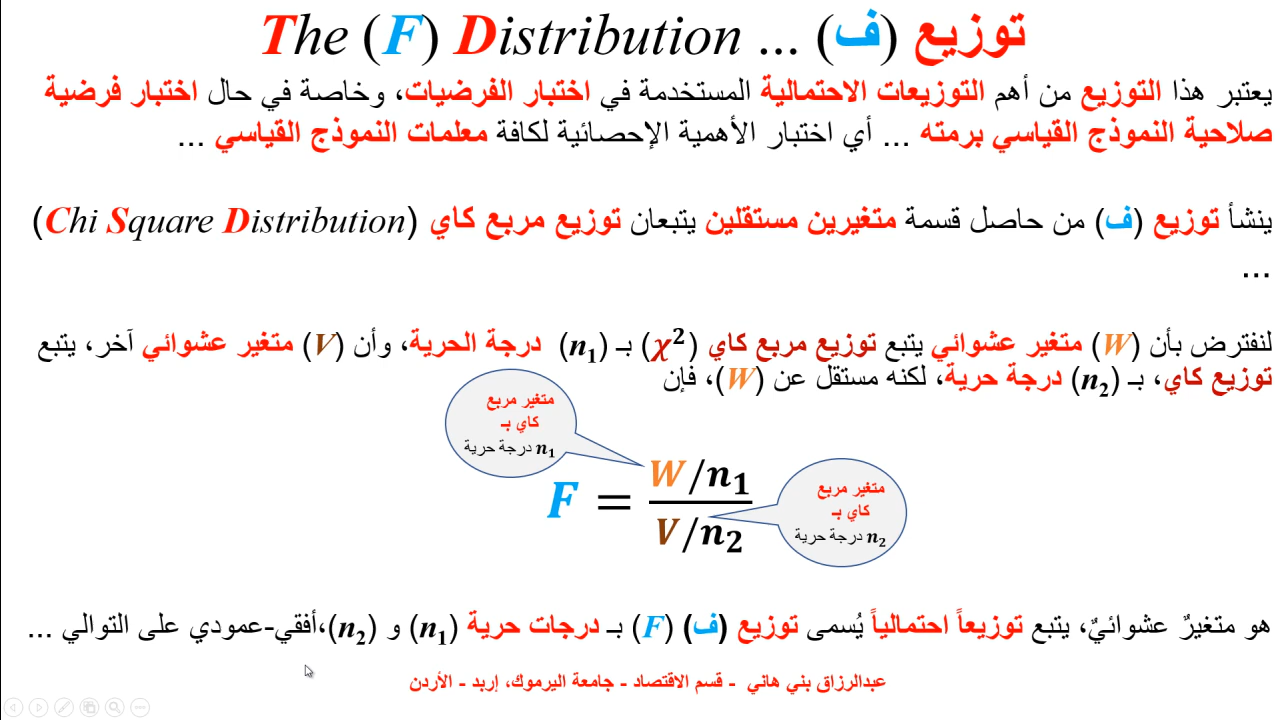 توزيع (ف) ... The (F) Distribution
يعتبر هذا التوزيع من أهم التوزيعات الاحتمالية المستخدمة في اختبار الفرضيات، وخاصة في حال اختبار فرضية
صلاحية النموذج القياسي برمته ... أي اختبار الأهمية الإحصائية لكافة معلمات النموذج القياسي ...
ينشأ توزيع (ف) من حاصل قسمة متغيرين مستقلين يتبعان توزيع مربع كاي (Chi Square Distribution)
...
لنفترض بأن (W) متغير عشوائي يتبع توزيع مربع كاي (χ²) بـ (n₁) درجة الحرية، وأن (V) متغير عشوائي آخر، يتبع
توزيع كاي، بـ (n₂) درجة حرية، لكنه مستقل عن (W)، فإن
متغير مربع
كاي بـ
n₁ درجة حرية
F = (W/n₁)/(V/n₂)
متغير مربع
كاي بـ
n₂ درجة حرية
هو متغيرٌ عشوائيٌ، يتبع توزيعاً احتمالياً يُسمى توزيع (ف) (F) بـ درجات حرية (n₁) و (n₂)،أفقي-عمودي على التوالي ...
عبدالرزاق بني هاني - قسم الاقتصاد - جامعة اليرموك، إربد - الأردن